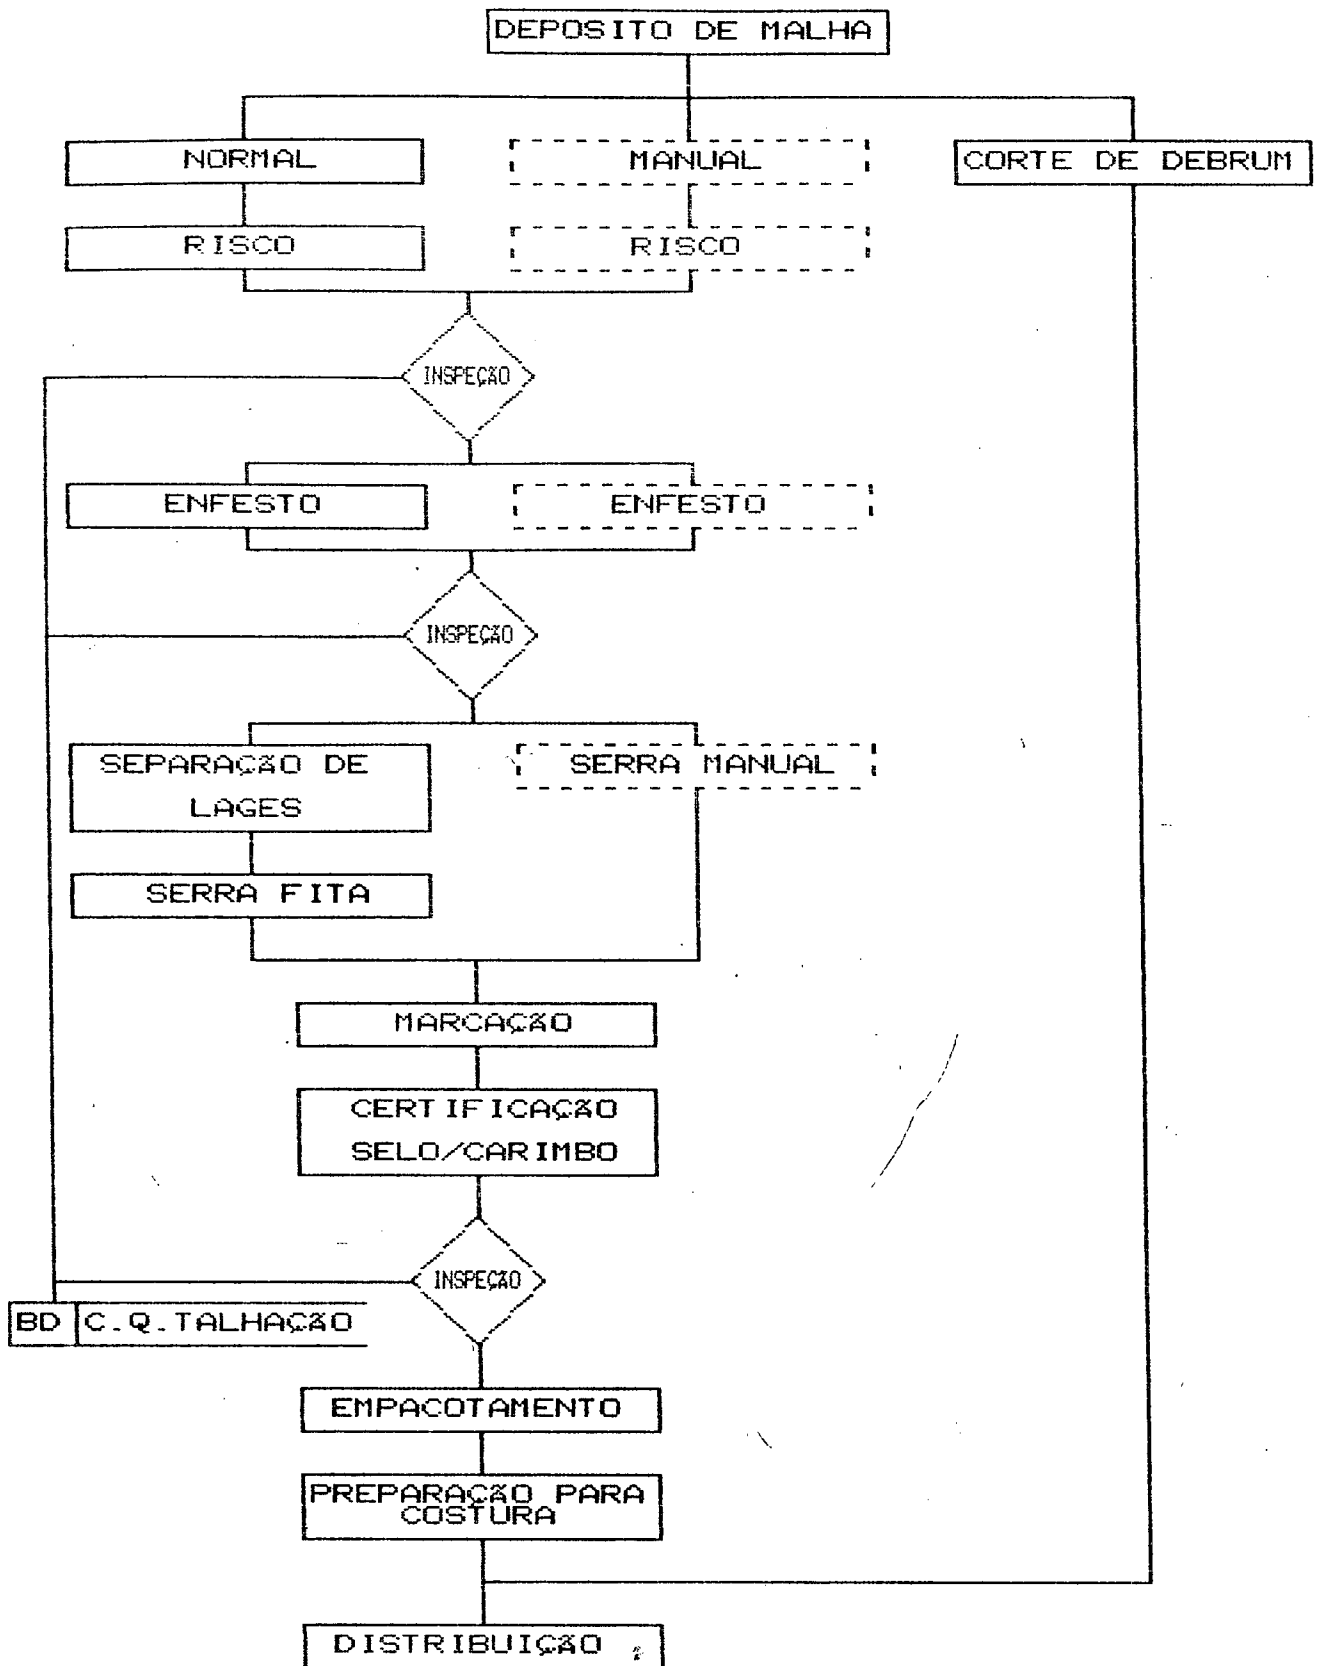 DEPOSITO DE MALHA
NORMAL
MANUAL
CORTE DE DEBRUM
RISCO
RISCO
INSPEÇÃO
ENFESTO
ENFESTO
INSPEÇÃO
SEPARAÇÃO DE
LAGES
SERRA MANUAL
SERRA FITA
MARCAÇÃO
CERTIFICAÇÃO
SELO/CARIMBO
INSPEÇÃO
BD C.Q.TALHAÇÃO
EMPACOTAMENTO
PREPARAÇÃO PARA
COSTURA
DISTRIBUIÇÃO